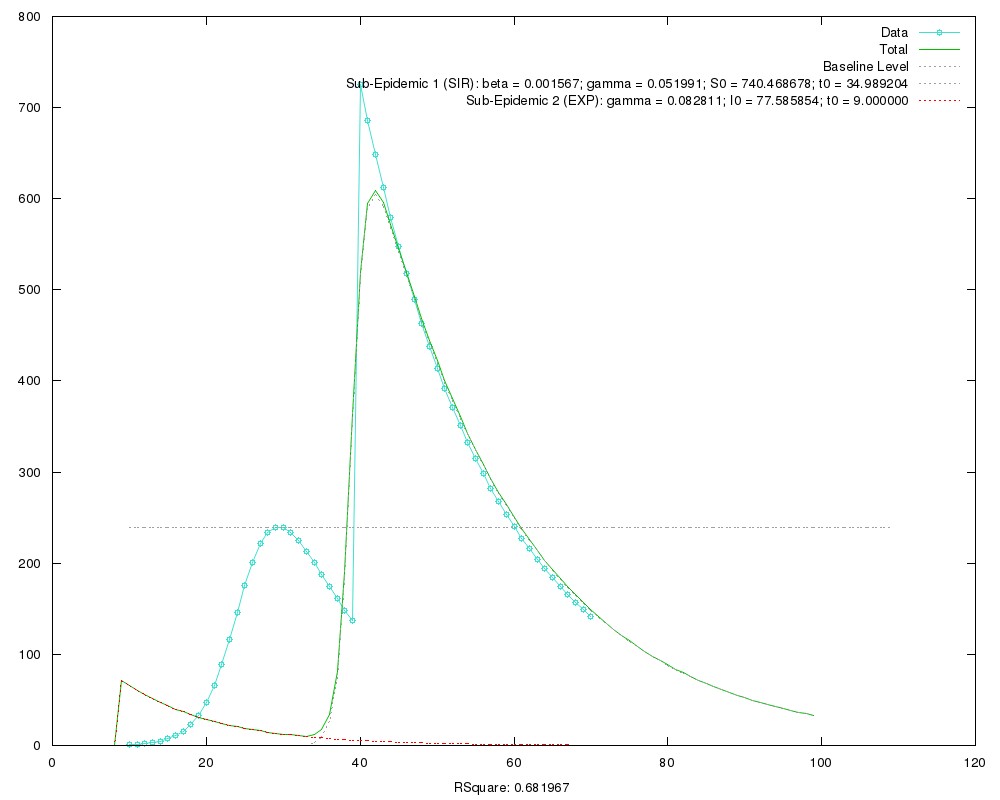 800
700
600
500
400
300
200
100
0
0 20 40 60 80 100 120
Data
Total
Baseline Level
Sub-Epidemic 1 (SIR): beta = 0.001567; gamma = 0.051991; S0 = 740.468678; t0 = 34.989204
Sub-Epidemic 2 (EXP): gamma = 0.082811; I0 = 77.585854; t0 = 9.000000
RSquare: 0.681967